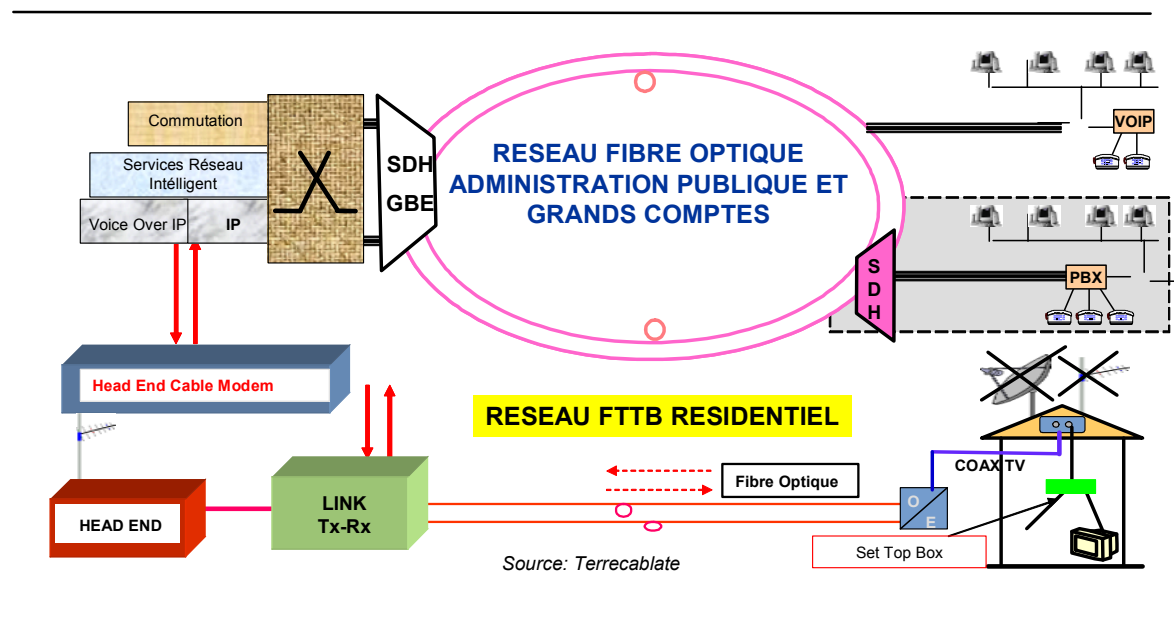 Commutation
Services Réseau
Intélligent
Voice Over IP
IP
SDH
GBE
RESEAU FIBRE OPTIQUE
ADMINISTRATION PUBLIQUE ET
GRANDS COMPTES
VOIP
S
D
H
PBX
Head End Cable Modem
RESEAU FTTB RESIDENTIEL
COAX TV
Fibre Optique
HEAD END
LINK
Tx-Rx
O
E
Set Top Box
Source: Terrecablate